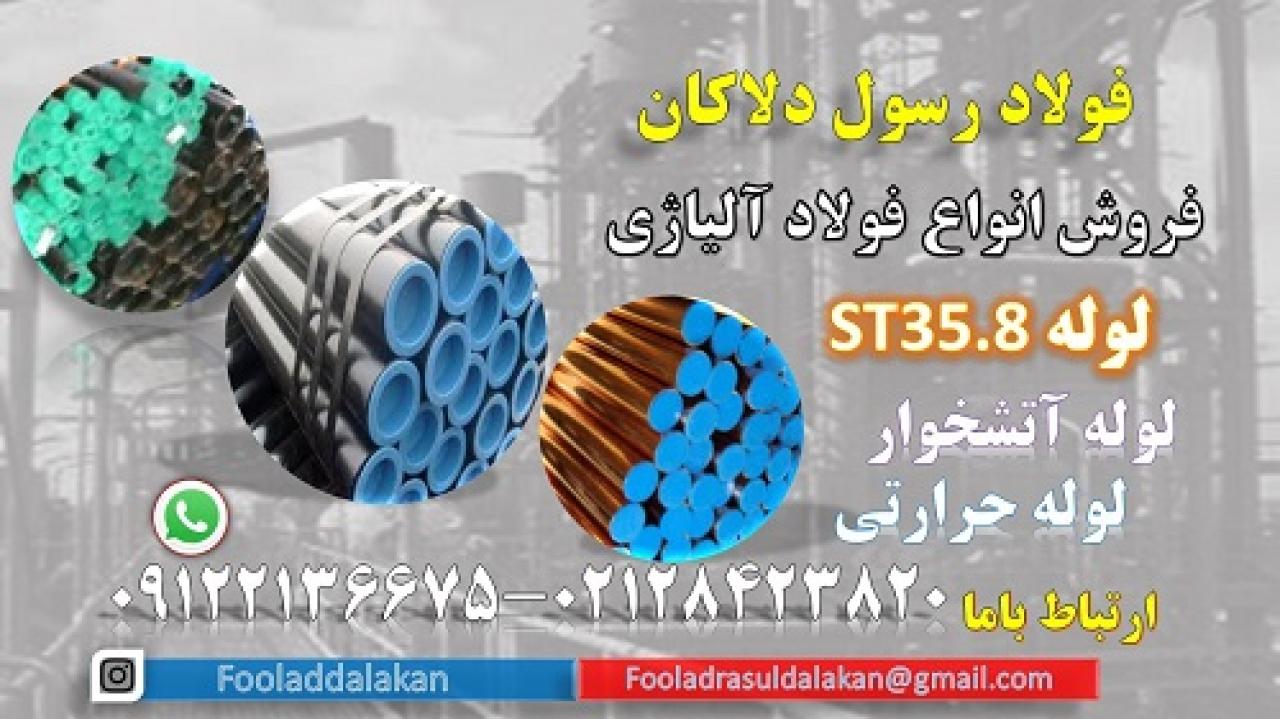 فولاد رسول دلاکان
فروش انواع فولاد آلیاژی
لوله ST35.8
لوله آتشخوار
لوله حرارتی
ارتباط باما ۰۲۱۲۸۴۲۳۸۲۰-۰۹۱۲۲۱۳۶۶۷۵
Fooladdalakan
Fooladrasuldalakan@gmail.com